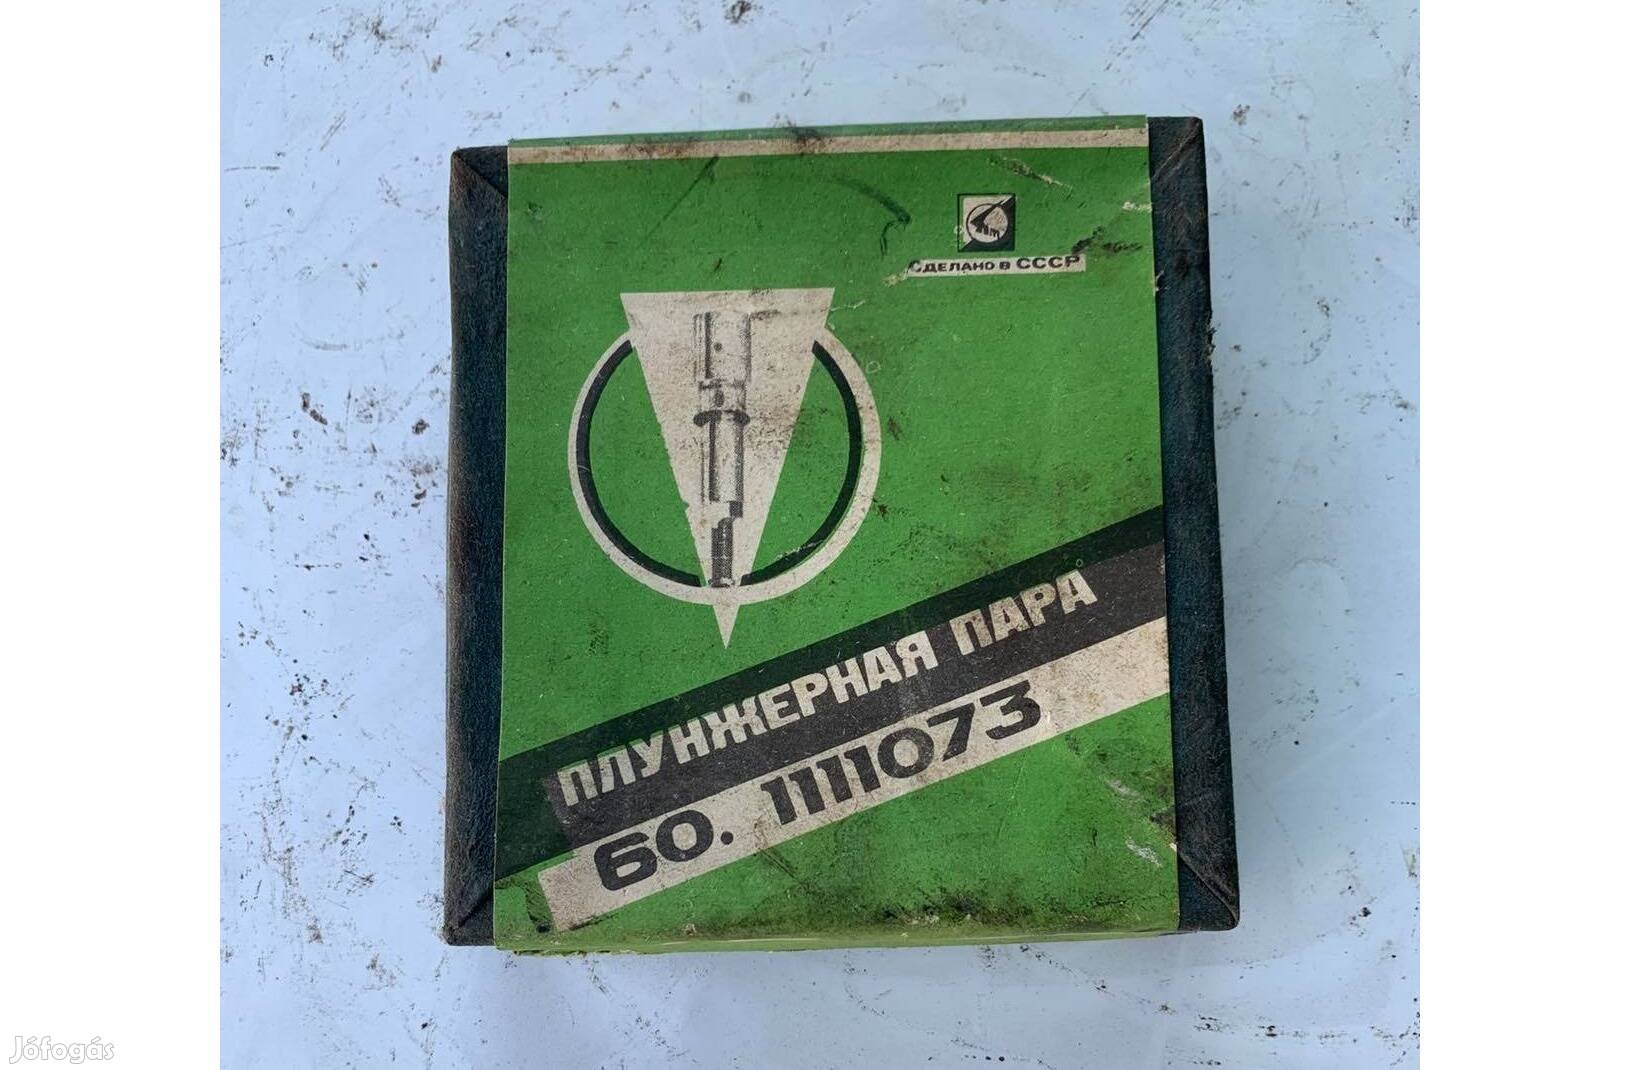 Сделано в СССР
ПЛУНЖЕРНАЯ ПАРА
60. 1111073
Jófogás